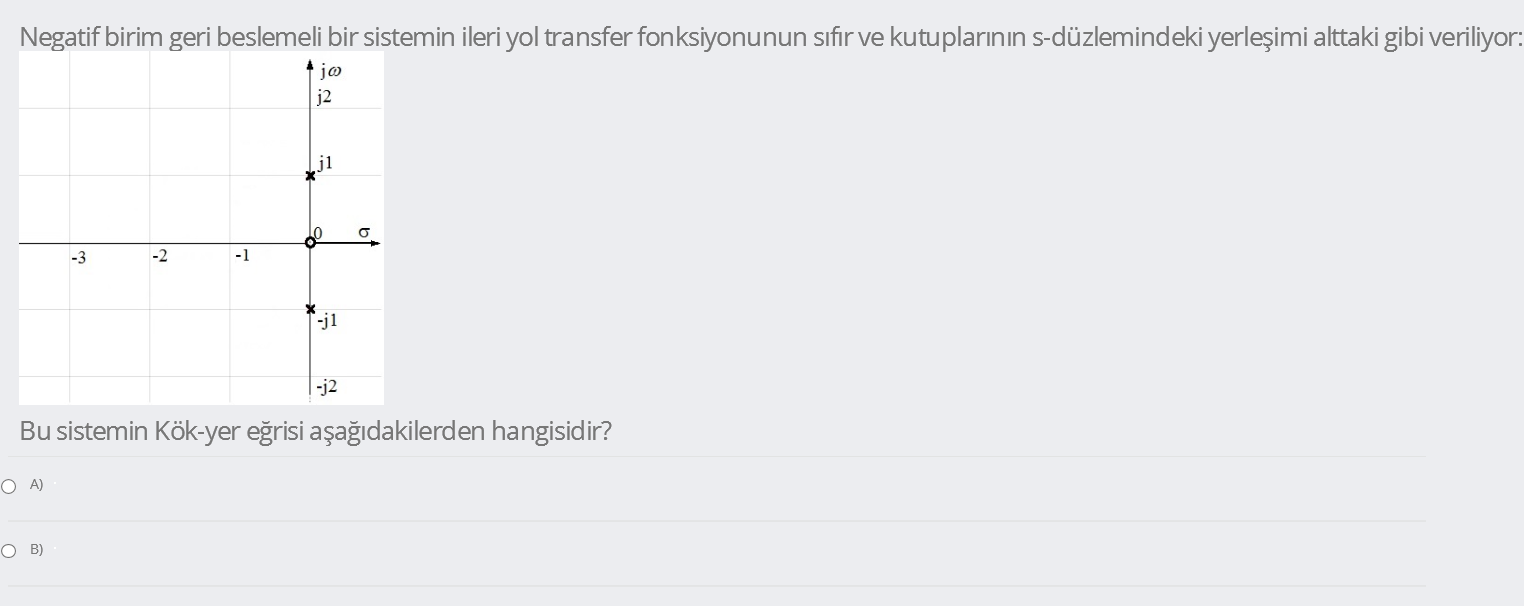 Negatif birim geri beslemeli bir sistemin ileri yol transfer fonksiyonunun sıfır ve kutuplarının s-düzlemindeki yerleşimi alttaki gibi veriliyor:
jω
j2
j1
0 σ
-3 -2 -1
-j1
-j2
Bu sistemin Kök-yer eğrisi aşağıdakilerden hangisidir?
A)
B)